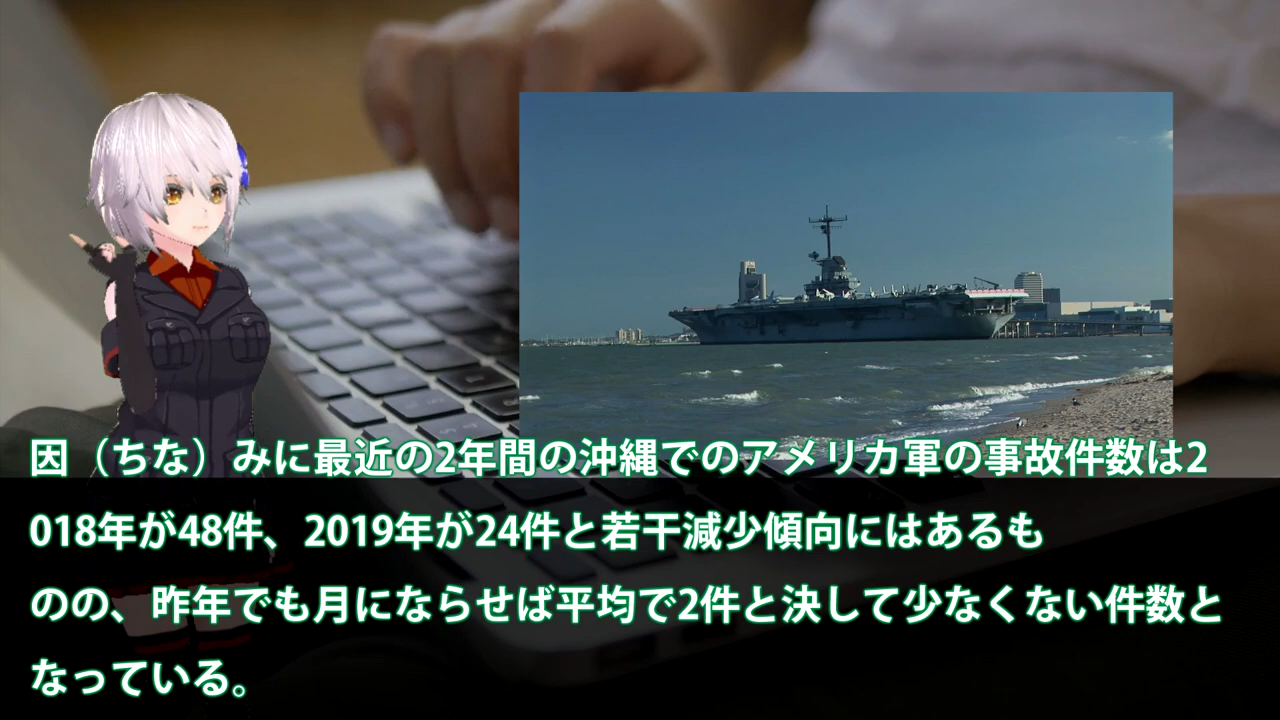 因（ちな）みに最近の2年間の沖縄でのアメリカ軍の事故件数は2
018年が48件、2019年が24件と若干減少傾向にはあるも
のの、昨年でも月にならせば平均で2件と決して少なくない件数と
なっている。